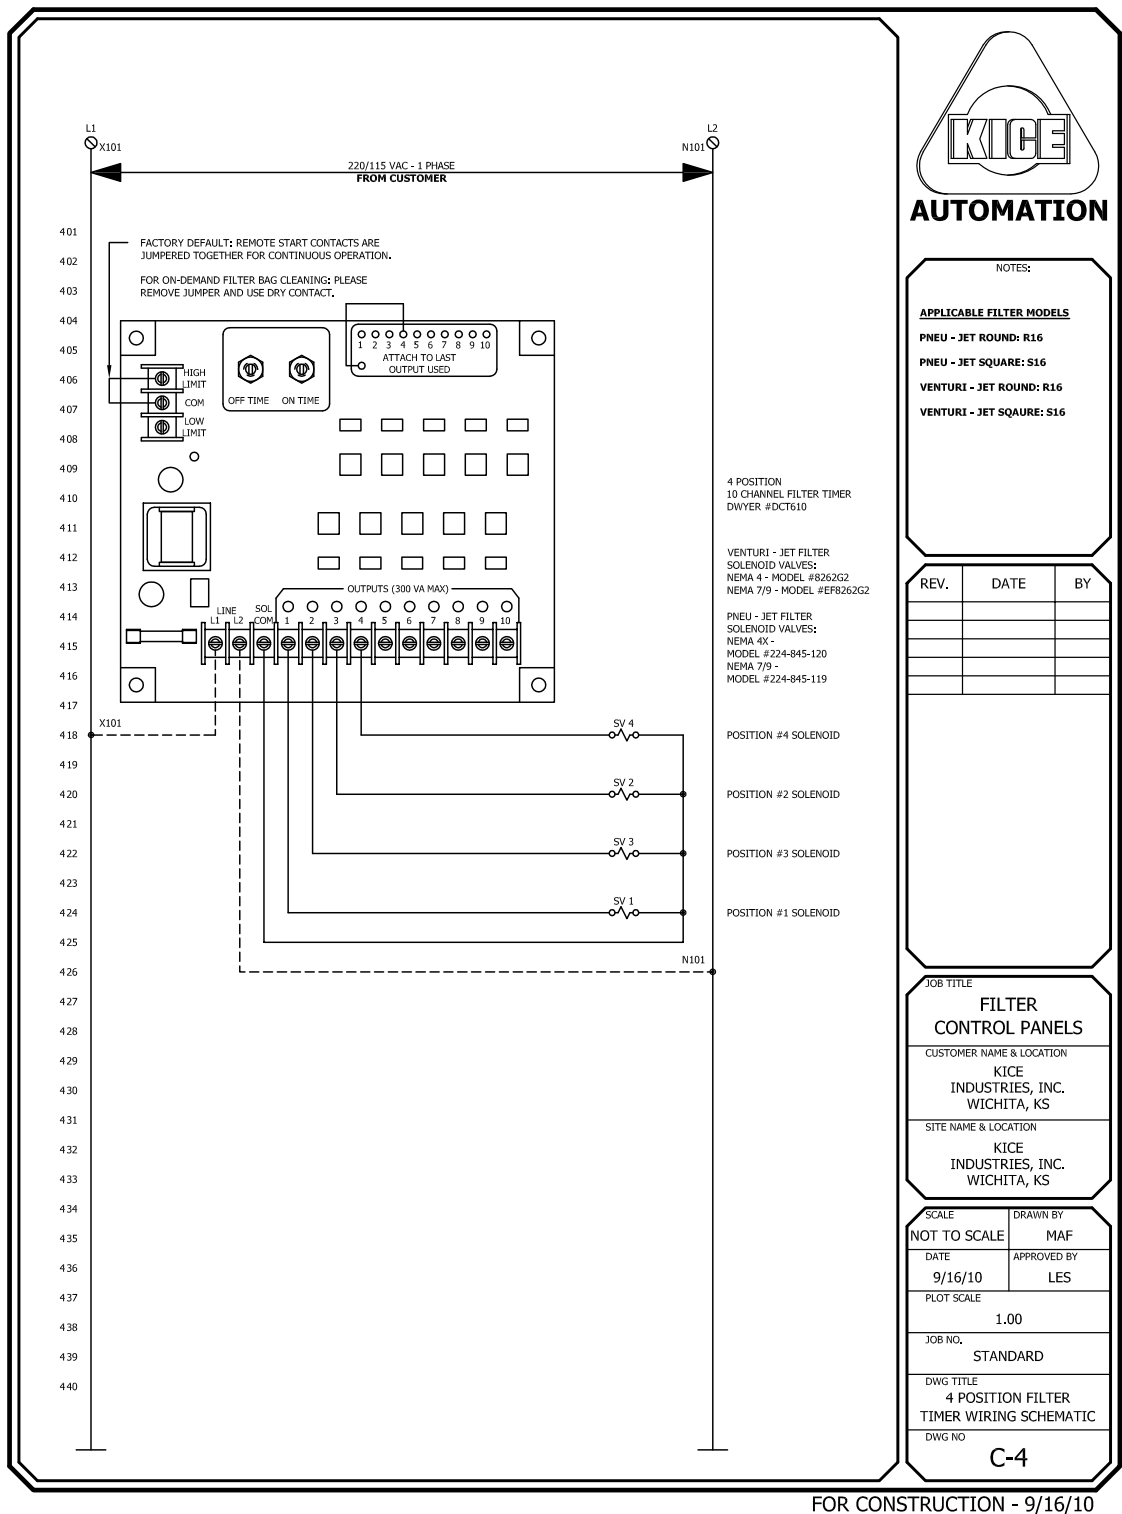 L1
X101
L2
N101
220/115 VAC - 1 PHASE
FROM CUSTOMER
401
402
403
404
405
406
407
408
409
410
411
412
413
414
415
416
417
418
419
420
421
422
423
424
425
426
427
428
429
430
431
432
433
434
435
436
437
438
439
440
FACTORY DEFAULT: REMOTE START CONTACTS ARE
JUMPERED TOGETHER FOR CONTINUOUS OPERATION.
FOR ON-DEMAND FILTER BAG CLEANING: PLEASE
REMOVE JUMPER AND USE DRY CONTACT.
HIGH
LIMIT
COM
LOW
LIMIT
OFF TIME
ON TIME
1 2 3 4 5 6 7 8 9 10
ATTACH TO LAST
OUTPUT USED
OUTPUTS (300 VA MAX)
LINE
L1 L2
SOL
COM
1 2 3 4 5 6 7 8 9 10
4 POSITION
10 CHANNEL FILTER TIMER
DWYER #DCT610
VENTURI - JET FILTER
SOLENOID VALVES:
NEMA 4 - MODEL #8262G2
NEMA 7/9 - MODEL #EF8262G2
PNEU - JET FILTER
SOLENOID VALVES:
NEMA 4X -
MODEL #224-845-120
NEMA 7/9 -
MODEL #224-845-119
X101
SV 4
POSITION #4 SOLENOID
SV 2
POSITION #2 SOLENOID
SV 3
POSITION #3 SOLENOID
SV 1
POSITION #1 SOLENOID
N101
KICE
AUTOMATION
NOTES:
APPLICABLE FILTER MODELS
PNEU - JET ROUND: R16
PNEU - JET SQUARE: S16
VENTURI - JET ROUND: R16
VENTURI - JET SQAURE: S16
REV. DATE BY
JOB TITLE
FILTER
CONTROL PANELS
CUSTOMER NAME & LOCATION
KICE
INDUSTRIES, INC.
WICHITA, KS
SITE NAME & LOCATION
KICE
INDUSTRIES, INC.
WICHITA, KS
SCALE
NOT TO SCALE
DRAWN BY
MAF
DATE
9/16/10
APPROVED BY
LES
PLOT SCALE
1.00
JOB NO.
STANDARD
DWG TITLE
4 POSITION FILTER
TIMER WIRING SCHEMATIC
DWG NO
C-4
FOR CONSTRUCTION - 9/16/10